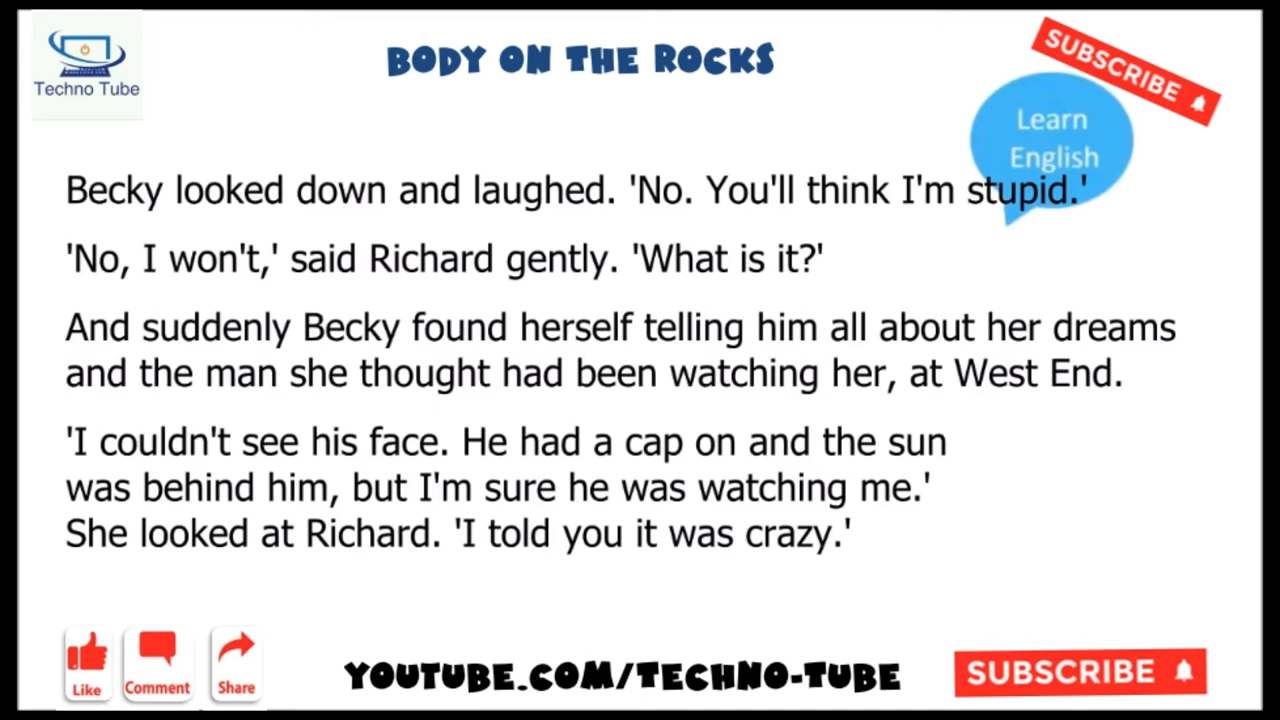 Techno Tube
BODY ON THE ROCKS
SUBSCRIBE
Learn
English
Becky looked down and laughed. 'No. You'll think I'm stupid.'
'No, I won't,' said Richard gently. 'What is it?'
And suddenly Becky found herself telling him all about her dreams
and the man she thought had been watching her, at West End.
'I couldn't see his face. He had a cap on and the sun
was behind him, but I'm sure he was watching me.'
She looked at Richard. 'I told you it was crazy.'
Like
Comment
Share
YOUTUBE.COM/TECHNO-TUBE
SUBSCRIBE